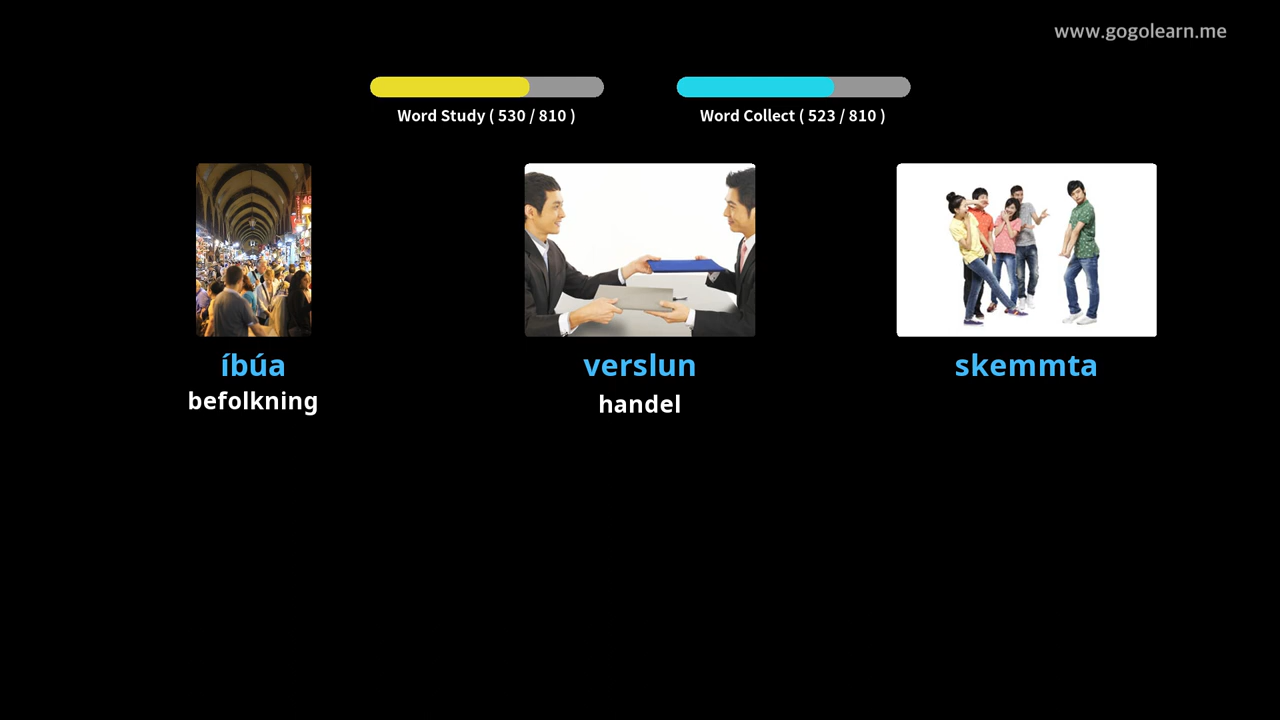 www.gogolearn.me
Word Study ( 530 / 810 )
Word Collect ( 523 / 810 )
íbúa
befolkning
verslun
handel
skemmta